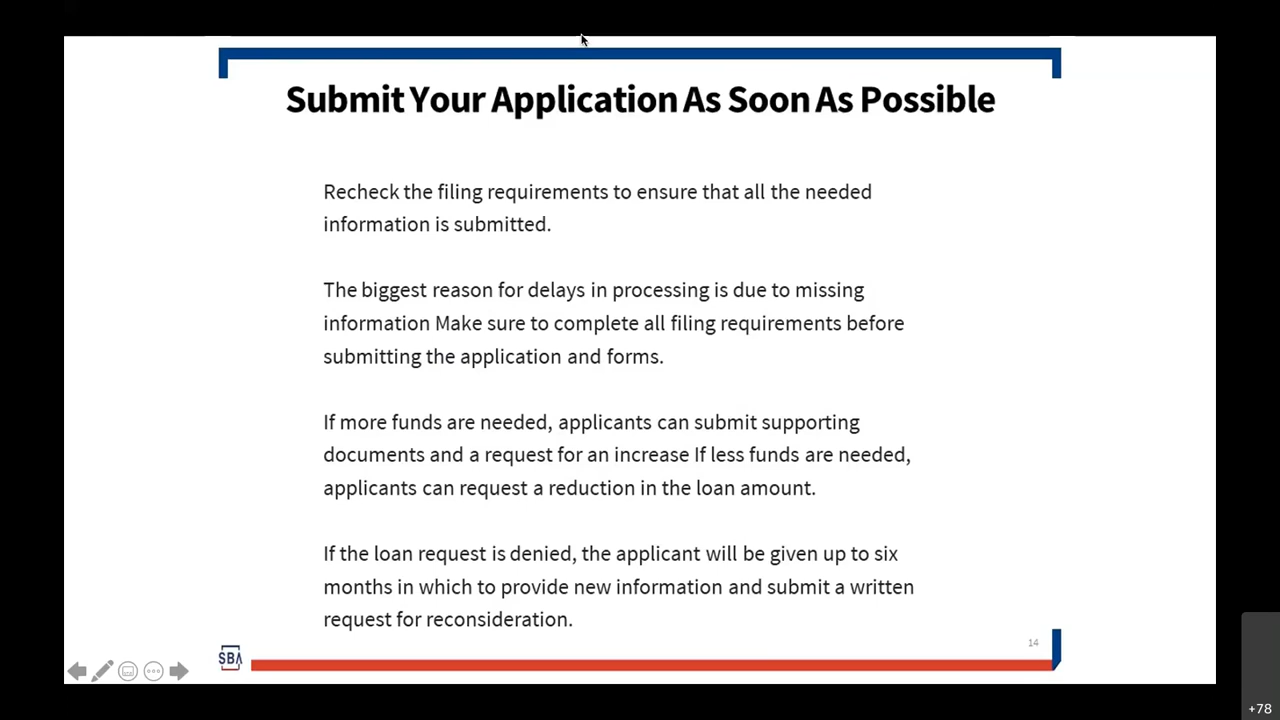 Submit Your Application As Soon As Possible
Recheck the filing requirements to ensure that all the needed
information is submitted.
The biggest reason for delays in processing is due to missing
information Make sure to complete all filing requirements before
submitting the application and forms.
If more funds are needed, applicants can submit supporting
documents and a request for an increase If less funds are needed,
applicants can request a reduction in the loan amount.
If the loan request is denied, the applicant will be given up to six
months in which to provide new information and submit a written
request for reconsideration.
14
SBA
+78